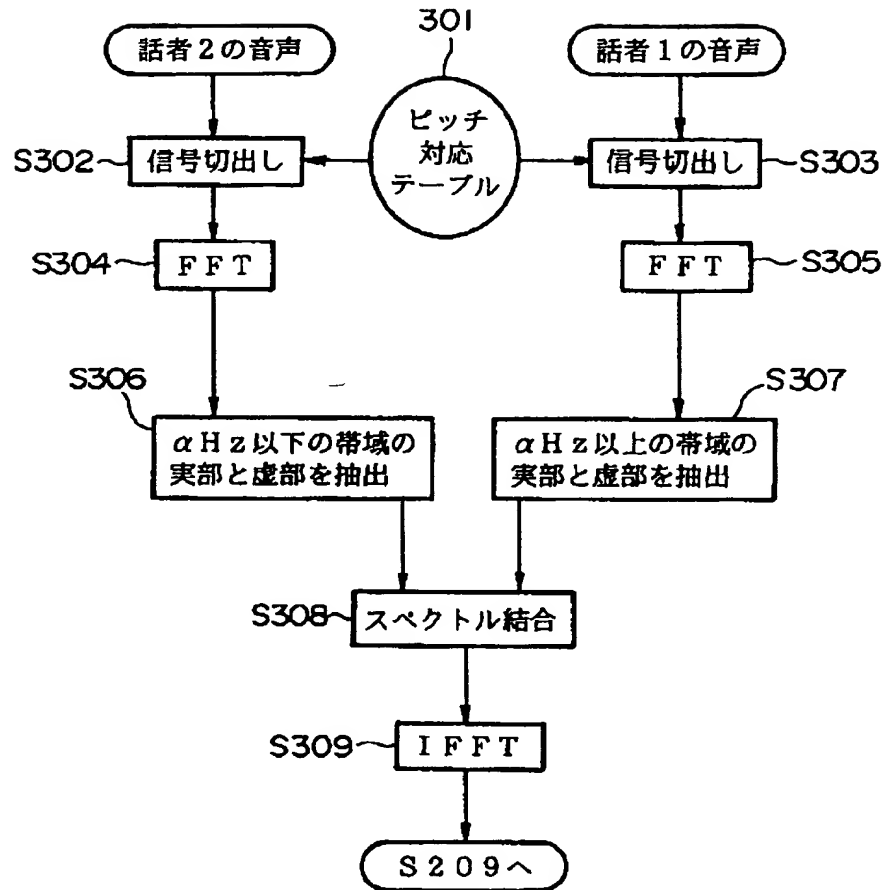 301
話者2の音声
話者1の音声
ピッチ
対応
テーブル
S302
信号切出し
信号切出し
S303
S304
FFT
FFT
S305
S306
S307
αHz以下の帯域の
実部と虚部を抽出
αHz以上の帯域の
実部と虚部を抽出
S308
スペクトル結合
S309
IFFT
S209へ